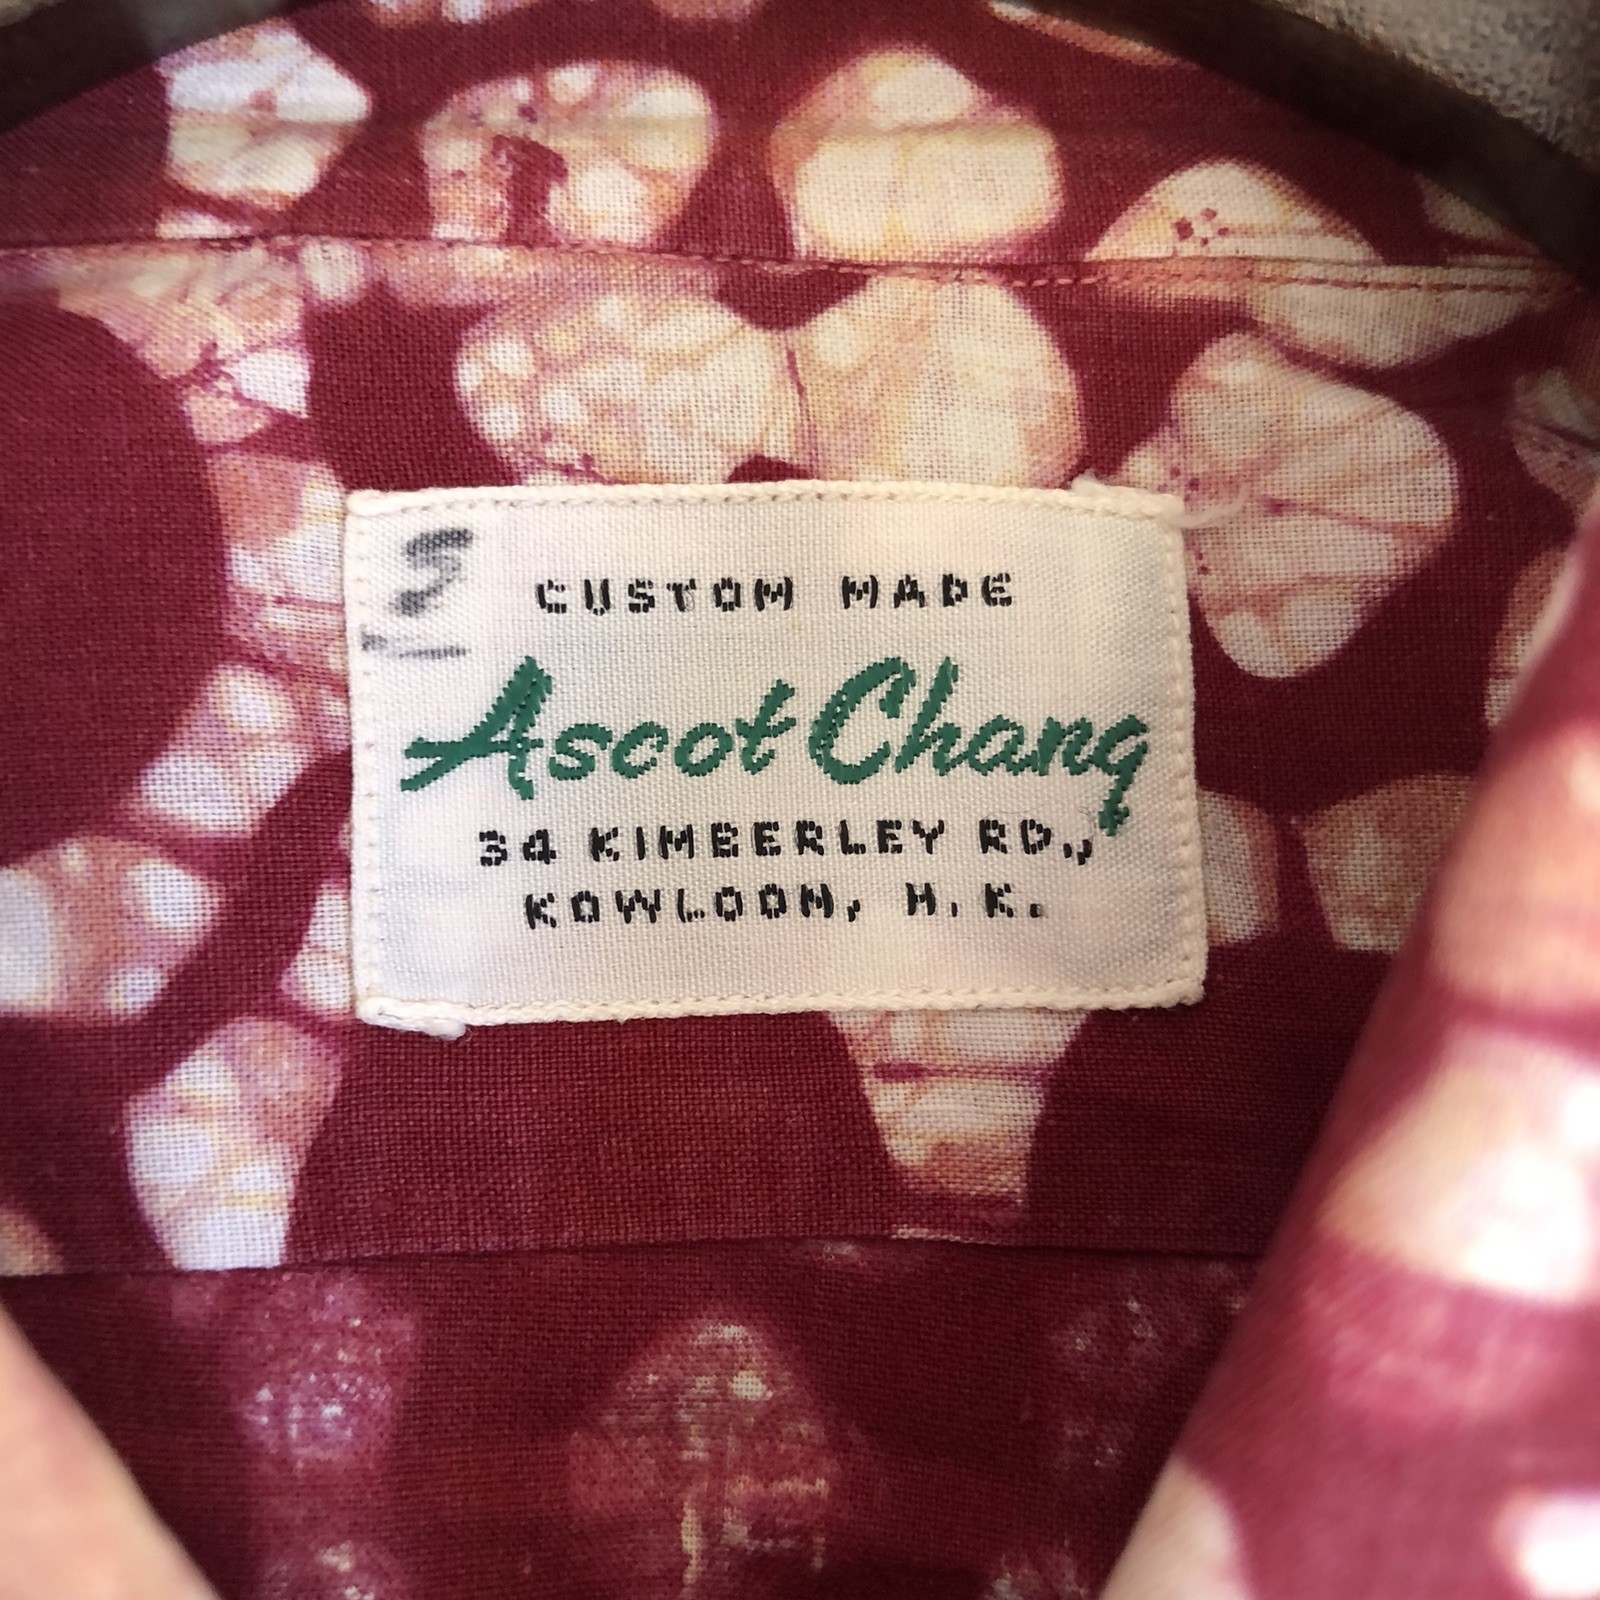 S
CUSTOM MADE
Ascot Chang
34 KIMBERLEY RD.,
KOWLOON, H.K.